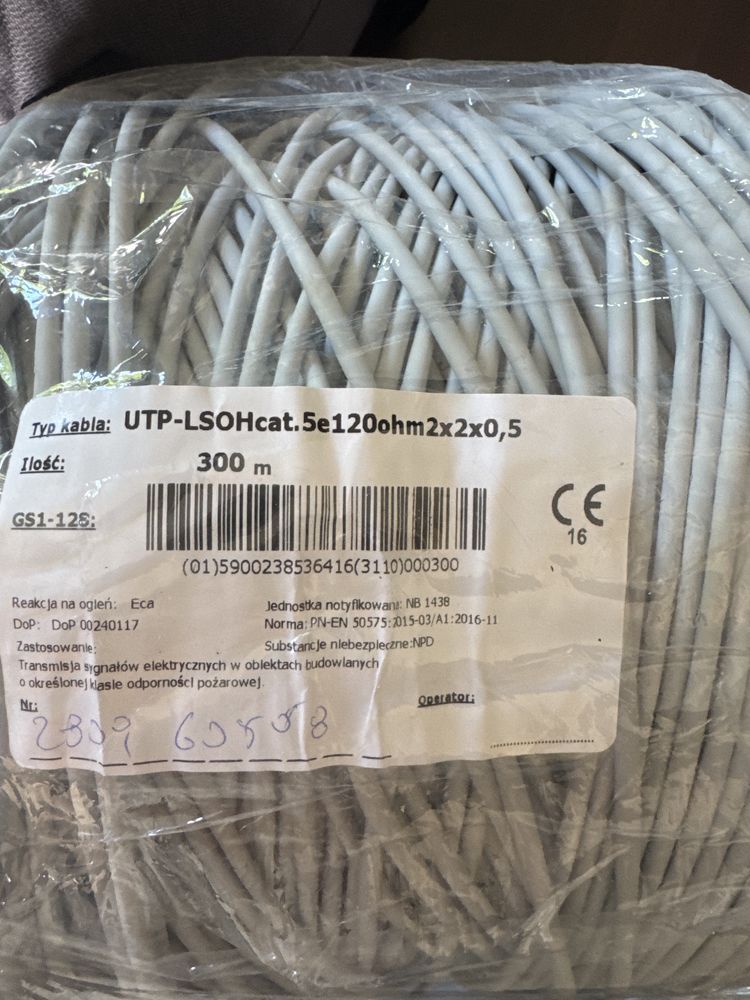 Typ kabla: UTP-LSOHcat.5e120ohm2x2x0,5
Ilość: 300 m
GS1-128:
(01)5900238536416(3110)000300
CE
16
Reakcja na ogień: Eca
Jednostka notyfikowana: NB 1438
DoP: DoP 00240117
Norma: PN-EN 50575:2015-03/A1:2016-11
Zastosowanie:
Substancje niebezpieczne:NPD
Transmisja sygnałów elektrycznych w obiektach budowlanych
o określonej klasie odporności pożarowej.
Nr:
Operator: